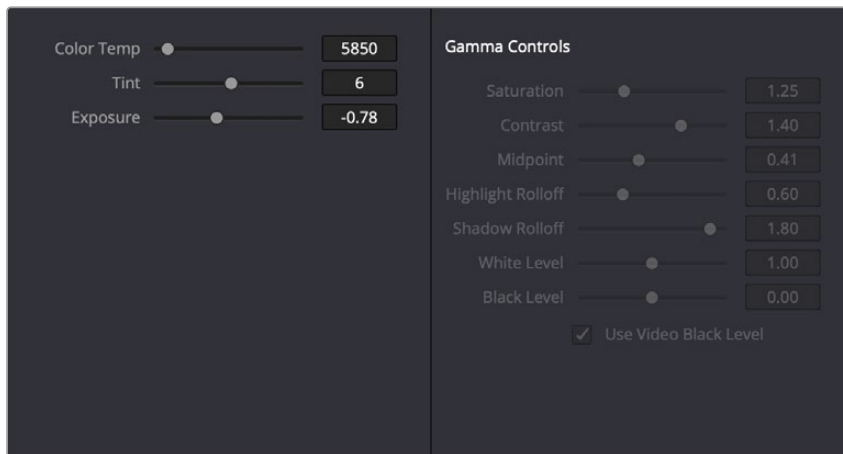 Color Temp 5850
Tint 6
Exposure -0.78
Gamma Controls
Saturation 1.25
Contrast 1.40
Midpoint 0.41
Highlight Rolloff 0.60
Shadow Rolloff 1.80
White Level 1.00
Black Level 0.00
Use Video Black Level